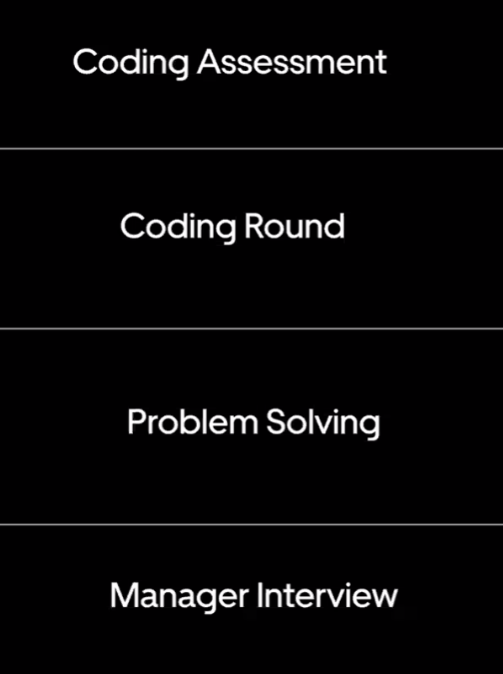 Coding Assessment
Coding Round
Problem Solving
Manager Interview